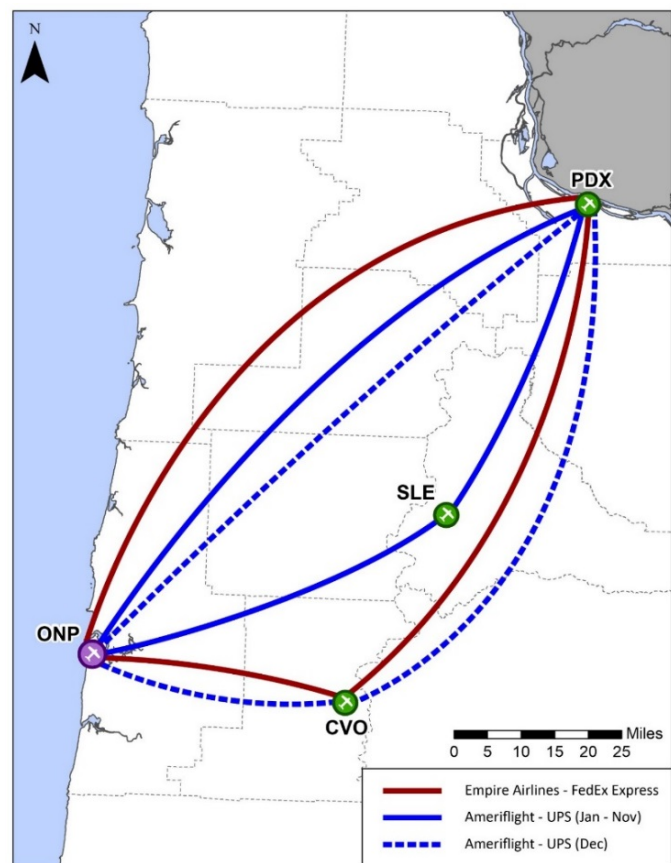 N
PDX
SLE
ONP
CVO
Miles
0 5 10 15 20 25
Empire Airlines - FedEx Express
Ameriflight - UPS (Jan - Nov)
Ameriflight - UPS (Dec)